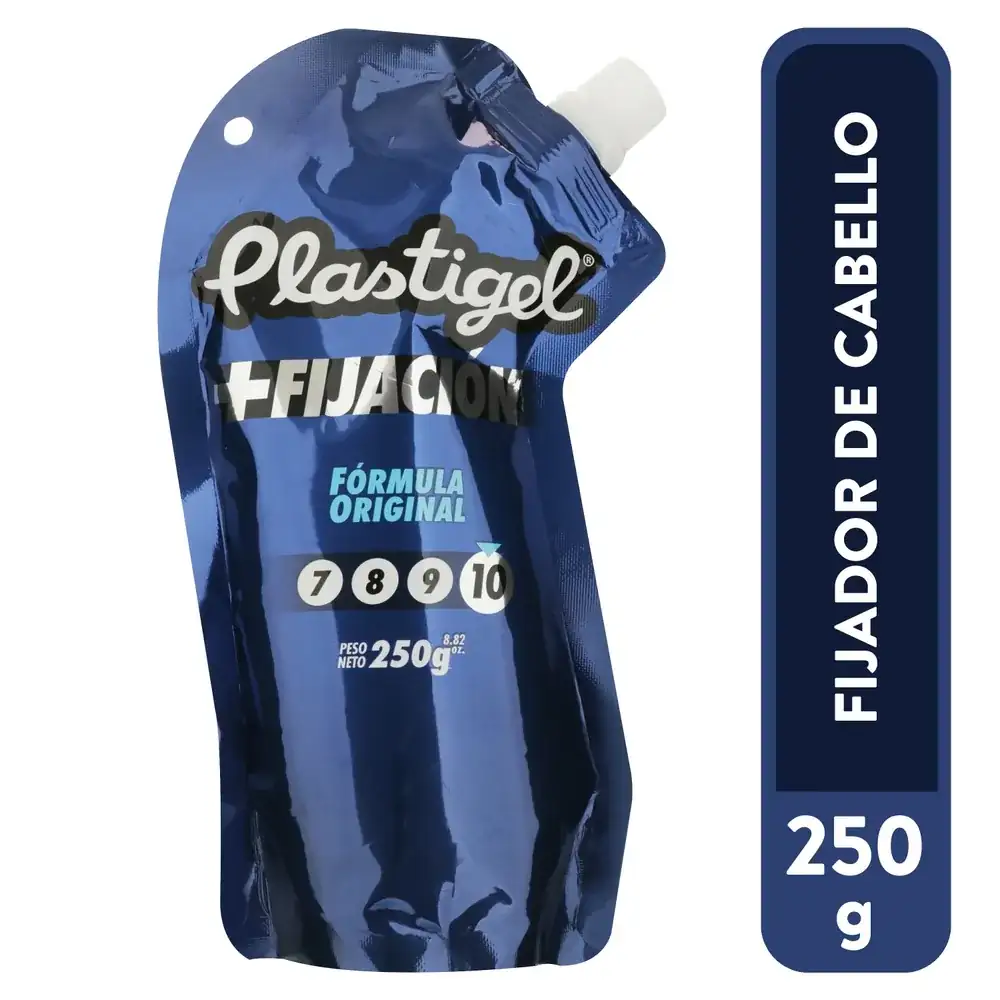 Plastigel®
+FIJACIÓN
FÓRMULA
ORIGINAL
7 8 9 10
PESO
NETO 250g 8.82
oz.
FIJADOR DE CABELLO
250
g